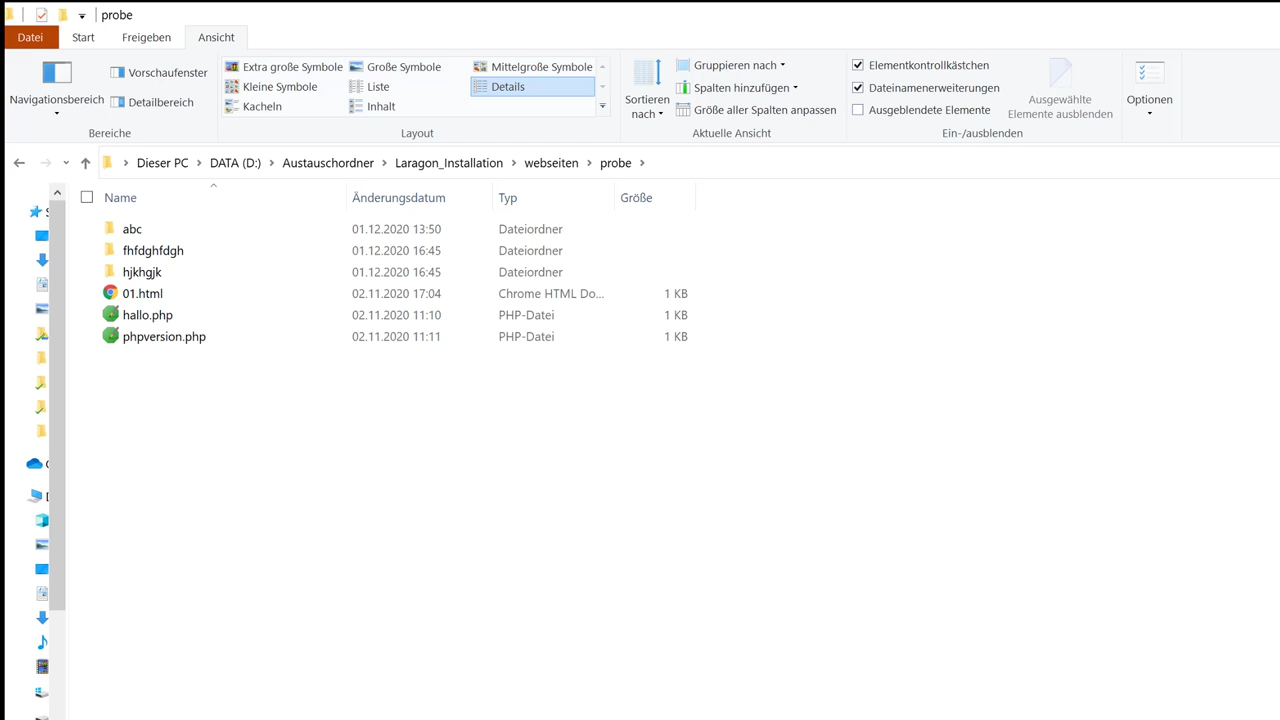 probe
Datei Start Freigeben Ansicht
Extra große Symbole Große Symbole Mittelgroße Symbole
Kleine Symbole Liste Details
Kacheln Inhalt
Navigationsbereich
Vorschaufenster
Detailbereich
Sortieren nach
Gruppieren nach
Spalten hinzufügen
Größe aller Spalten anpassen
Elementkontrollkästchen
Dateinamenerweiterungen
Ausgeblendete Elemente
Ausgewählte
Elemente ausblenden
Optionen
Bereiche Layout Aktuelle Ansicht Ein-/ausblenden
Dieser PC > DATA (D:) > Austauschordner > Laragon_Installation > webseiten > probe >
Name Änderungsdatum Typ Größe
abc 01.12.2020 13:50 Dateiordner
fhfdghfdgh 01.12.2020 16:45 Dateiordner
hjkhgjk 01.12.2020 16:45 Dateiordner
01.html 02.11.2020 17:04 Chrome HTML Do... 1 KB
hallo.php 02.11.2020 11:10 PHP-Datei 1 KB
phpversion.php 02.11.2020 11:11 PHP-Datei 1 KB